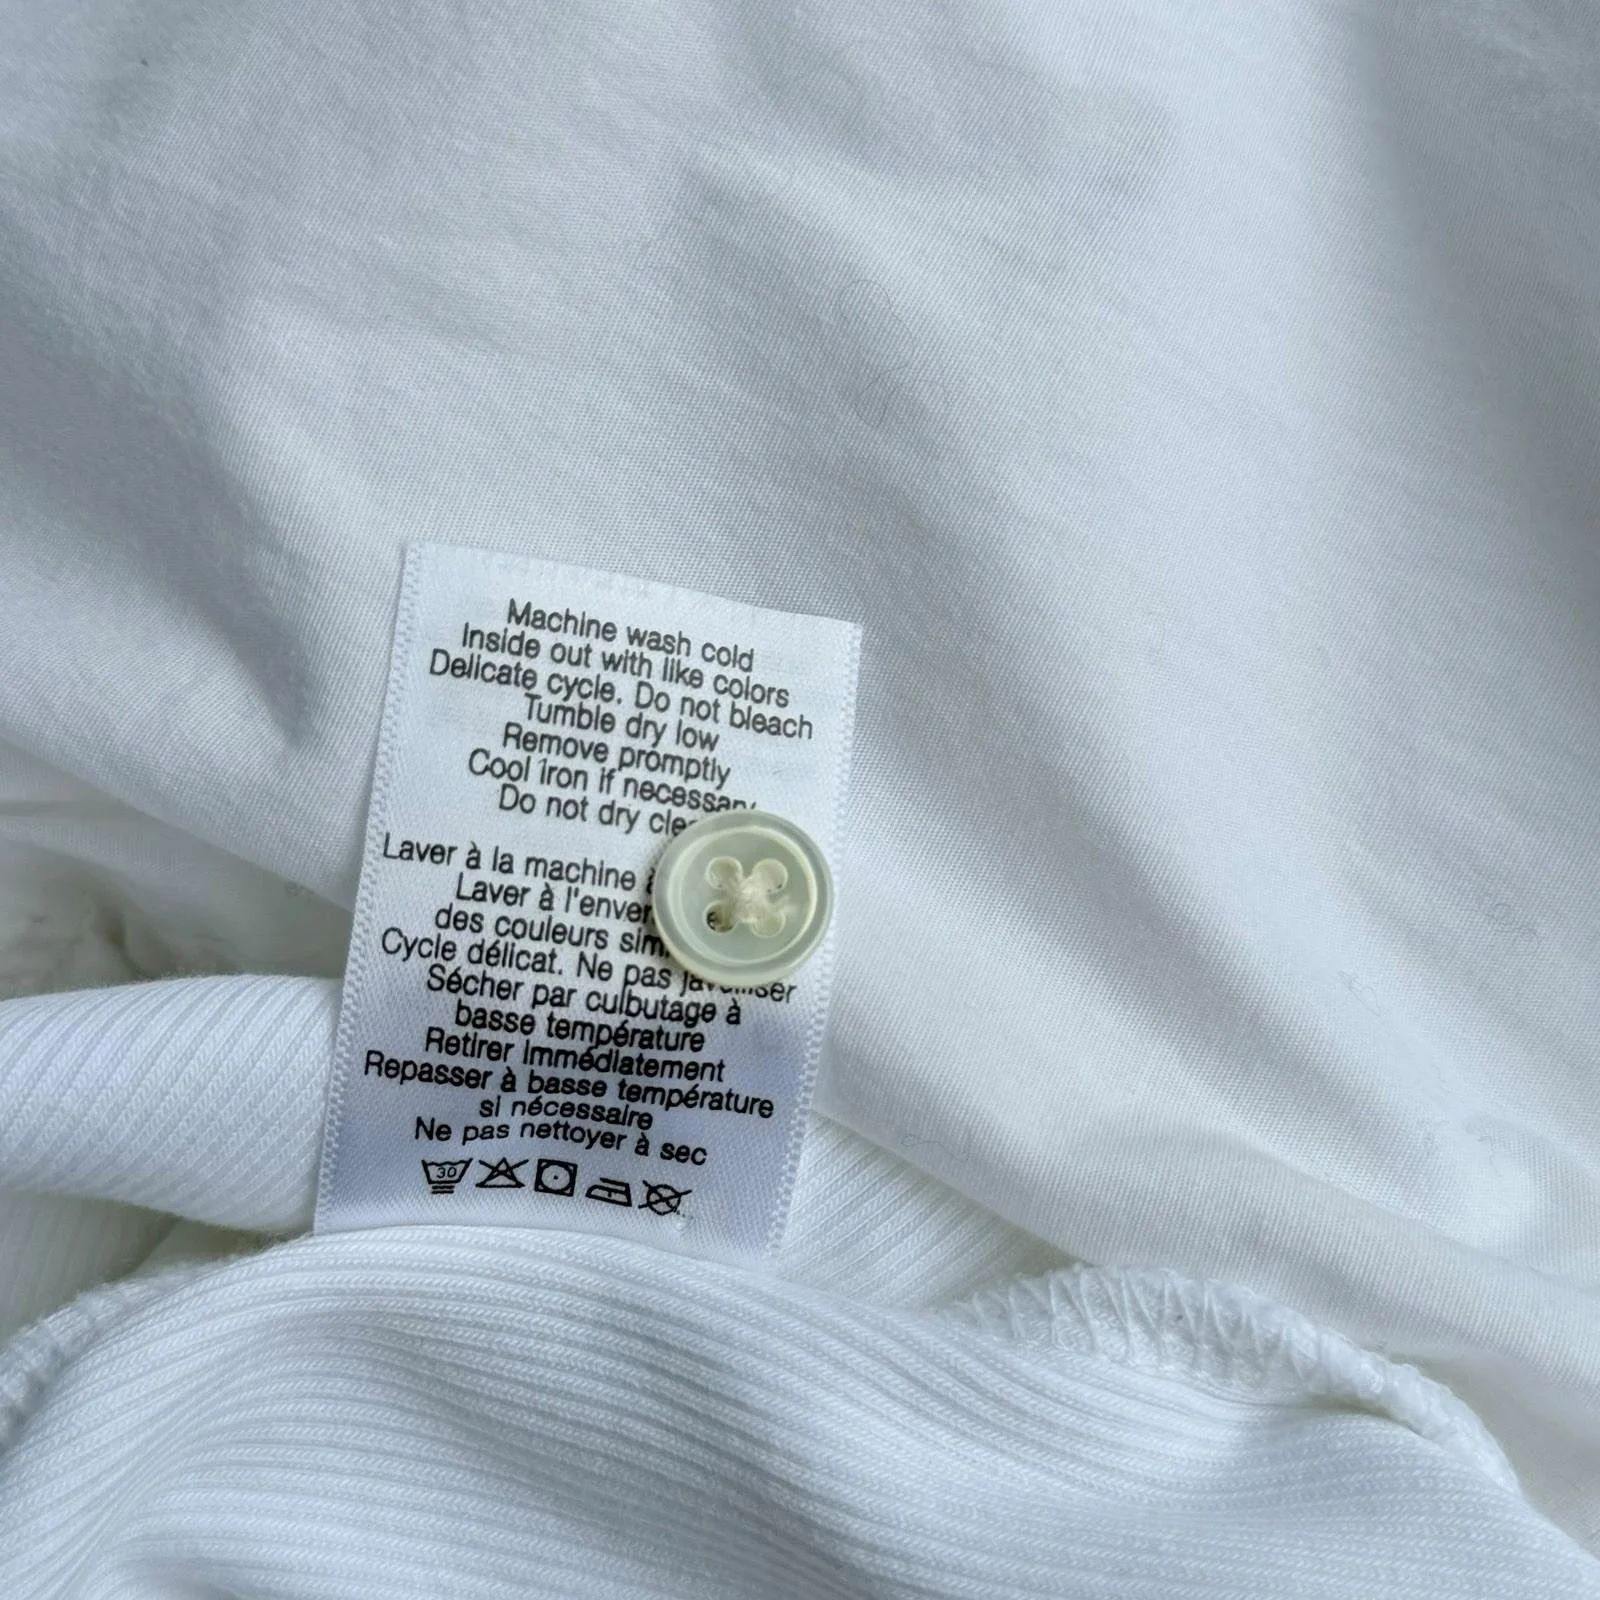 Machine wash cold
Inside out with like colors
Delicate cycle. Do not bleach
Tumble dry low
Remove promptly
Cool iron if necessary
Do not dry
Laver à la machine
Laver à
des couleurs
Cycle délicat. Ne pas
Sécher par culbutage à
basse température
Retirer immédiatement
Repasser à basse température
si nécessaire
Ne pas nettoyer à sec
30